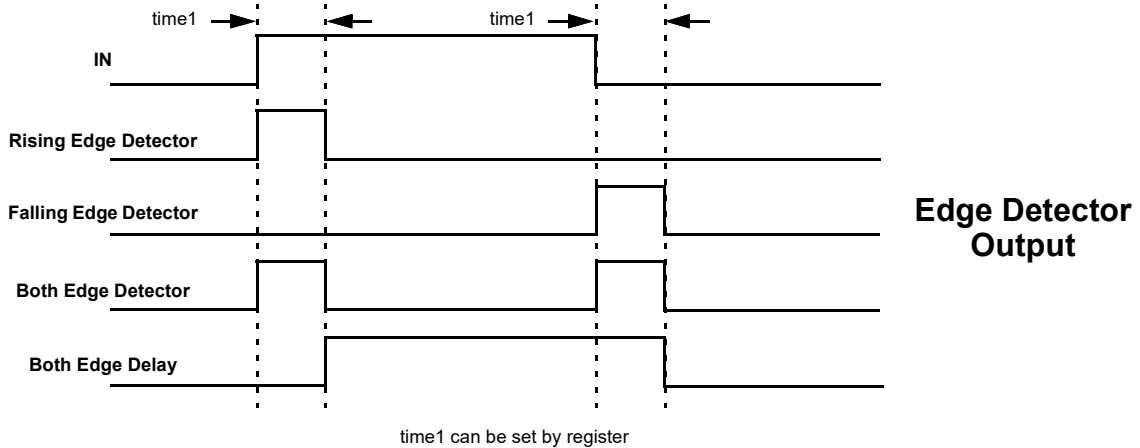 time1
time1
IN
Rising Edge Detector
Falling Edge Detector
Edge Detector
Output
Both Edge Detector
Both Edge Delay
time1 can be set by register